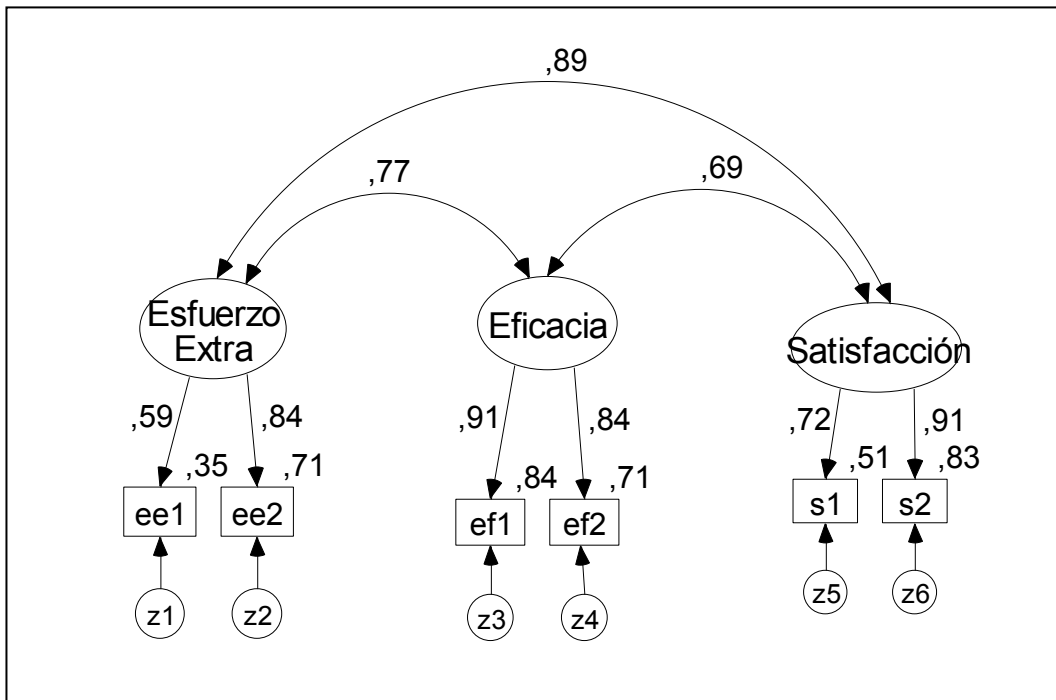 ,89
,77
,69
Esfuerzo
Extra
Eficacia
Satisfacción
,59
,84
,91
,84
,72
,91
,35
,71
,84
,71
,51
,83
ee1
ee2
ef1
ef2
s1
s2
z1
z2
z3
z4
z5
z6